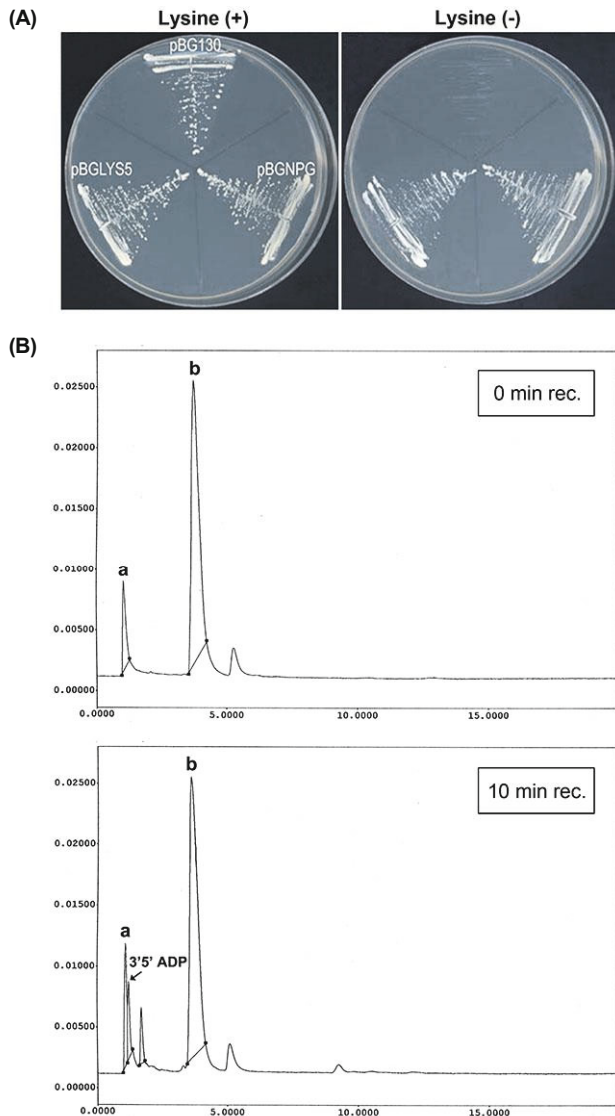 (A)
Lysine (+)
Lysine (-)
pBG130
pBGLYS5
pBGNPG
(B)
b
0 min rec.
a
0.02500
0.02000
0.01500
0.01000
0.00500
0.00000
0.0000
5.0000
10.0000
15.0000
b
10 min rec.
a
3'5' ADP
0.02500
0.02000
0.01500
0.01000
0.00500
0.00000
0.0000
5.0000
10.0000
15.0000